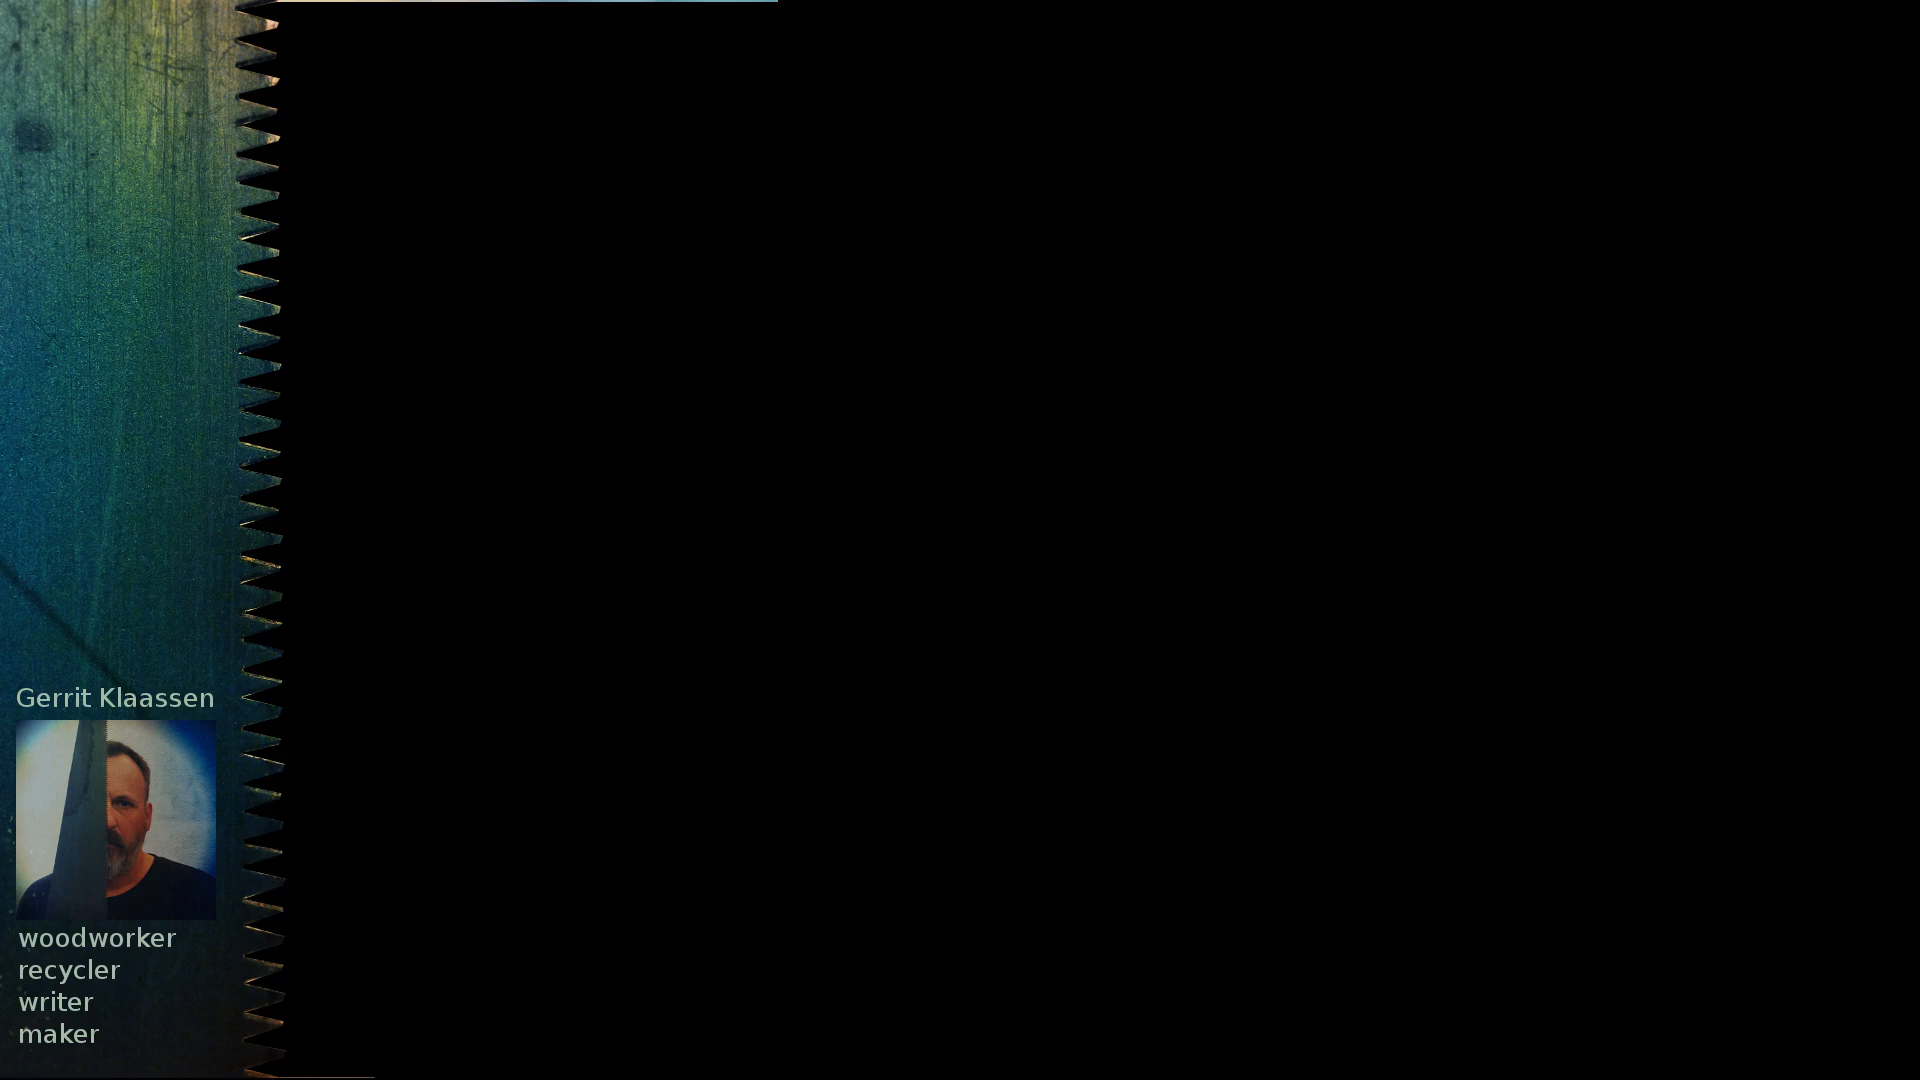 Gerrit Klaassen
woodworker
recycler
writer
maker